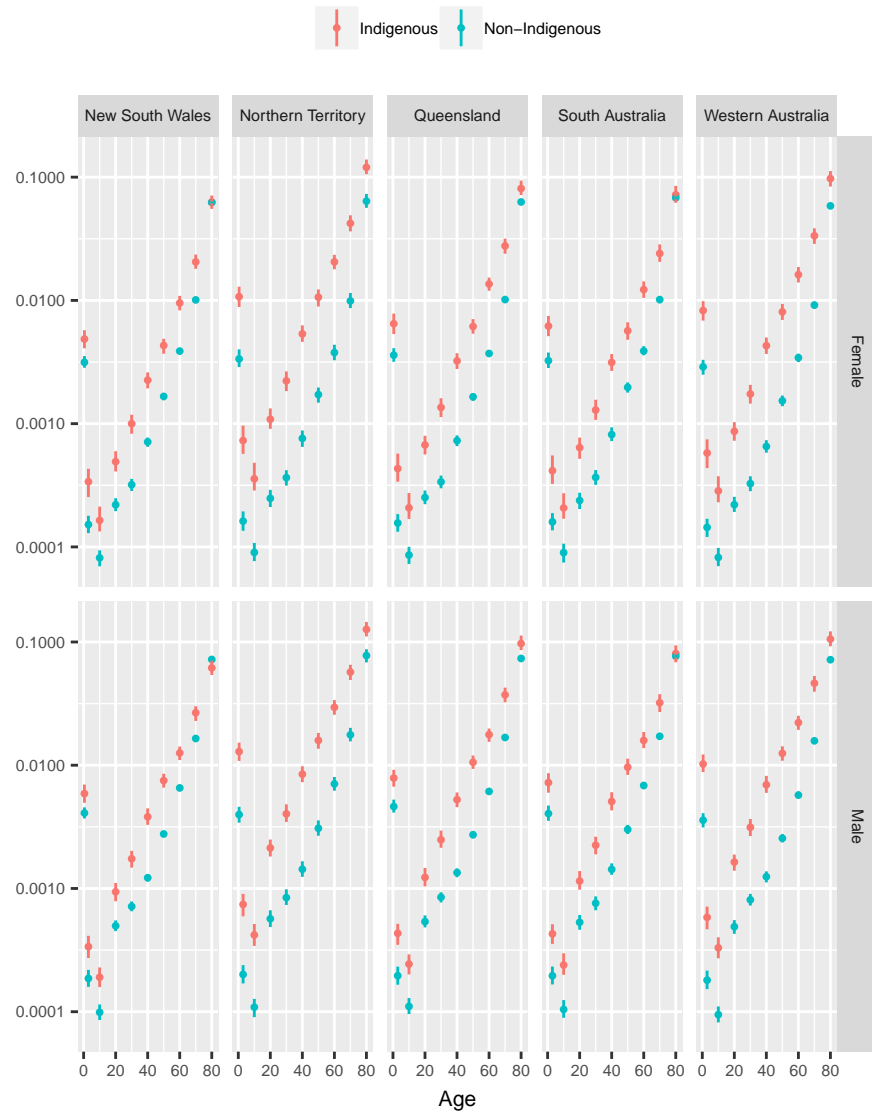 Indigenous Non−Indigenous
New South Wales Northern Territory Queensland South Australia Western Australia
0.1000
0.0100
0.0010
0.0001
Female
0.1000
0.0100
0.0010
0.0001
Male
0 20 40 60 80 0 20 40 60 80 0 20 40 60 80 0 20 40 60 80 0 20 40 60 80
Age